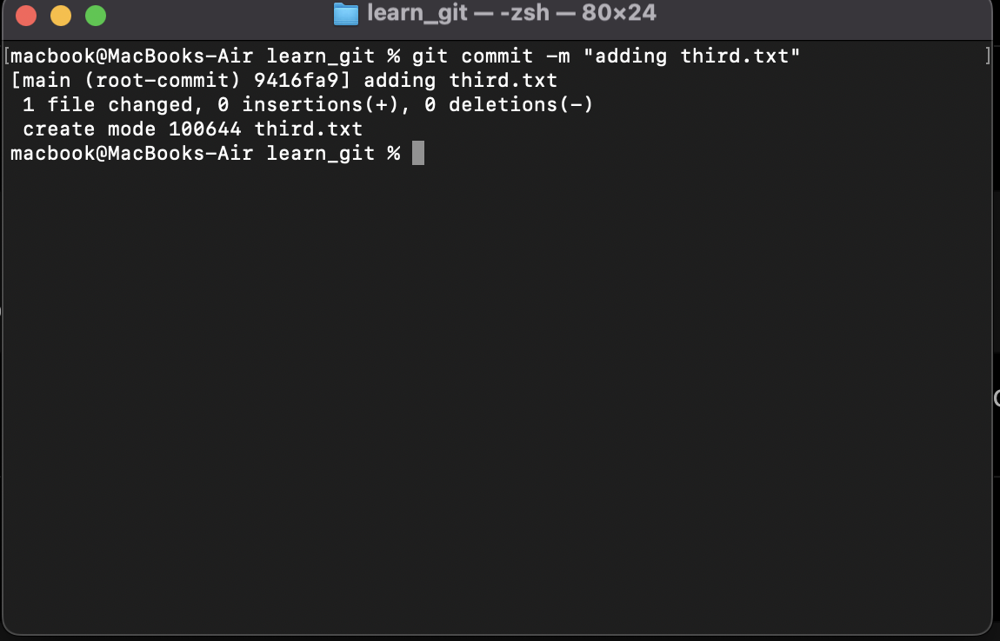 learn_git — -zsh — 80×24
[macbook@MacBooks-Air learn_git % git commit -m "adding third.txt" ]
[main (root-commit) 9416fa9] adding third.txt
 1 file changed, 0 insertions(+), 0 deletions(-)
 create mode 100644 third.txt
macbook@MacBooks-Air learn_git %